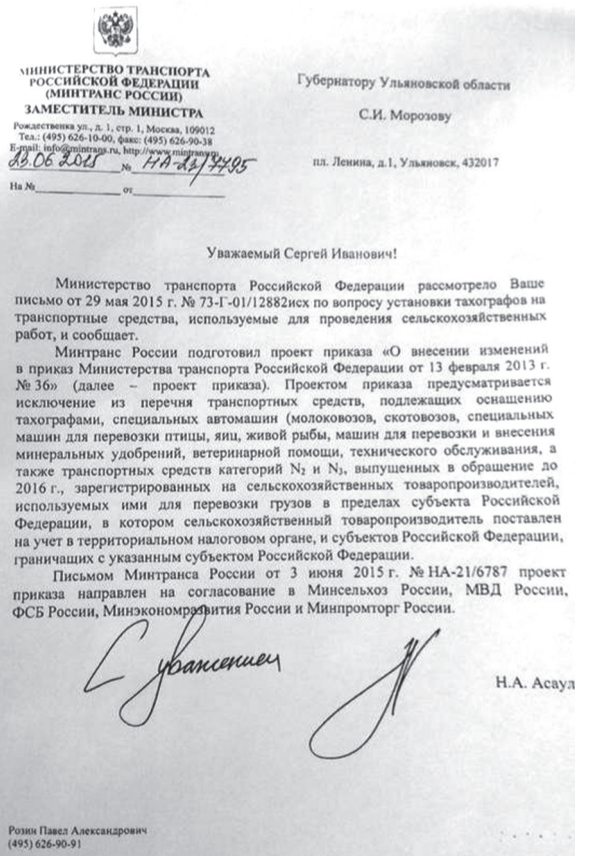 МИНИСТЕРСТВО ТРАНСПОРТА
РОССИЙСКОЙ ФЕДЕРАЦИИ
(МИНТРАНС РОССИИ)
ЗАМЕСТИТЕЛЬ МИНИСТРА
Рождественка ул., д. 1, стр. 1, Москва, 109012
Тел.: (495) 626-10-00, факс: (495) 626-90-38
E-mail: info@mintrans.ru, http://www.mintrans.ru
23.06.2015 № НА-23/7795
На №__________ от__________
Губернатору Ульяновской области
С.И. Морозову
пл. Ленина, д.1, Ульяновск, 432017
Уважаемый Сергей Иванович!
Министерство транспорта Российской Федерации рассмотрело Ваше
письмо от 29 мая 2015 г. № 73-Г-01/12882исх по вопросу установки тахографов на
транспортные средства, используемые для проведения сельскохозяйственных
работ, и сообщает.
Минтранс России подготовил проект приказа «О внесении изменений
в приказ Министерства транспорта Российской Федерации от 13 февраля 2013 г.
№ 36» (далее – проект приказа). Проектом приказа предусматривается
исключение из перечня транспортных средств, подлежащих оснащению
тахографами, специальных автомашин (молоковозов, скотовозов, специальных
машин для перевозки птицы, яиц, живой рыбы, машин для перевозки и внесения
минеральных удобрений, ветеринарной помощи, технического обслуживания, а
также транспортных средств категорий N₂ и N₃, выпущенных в обращение до
2016 г., зарегистрированных на сельскохозяйственных товаропроизводителей,
используемых ими для перевозки грузов в пределах субъекта Российской
Федерации, в котором сельскохозяйственный товаропроизводитель поставлен
на учет в территориальном налоговом органе, и субъектов Российской Федерации,
граничащих с указанным субъектом Российской Федерации.
Письмом Минтранса России от 3 июня 2015 г. № НА-21/6787 проект
приказа направлен на согласование в Минсельхоз России, МВД России,
ФСБ России, Минэкономразвития России и Минпромторг России.
С уважением
Н.А. Асаул
Розин Павел Александрович
(495) 626-90-91